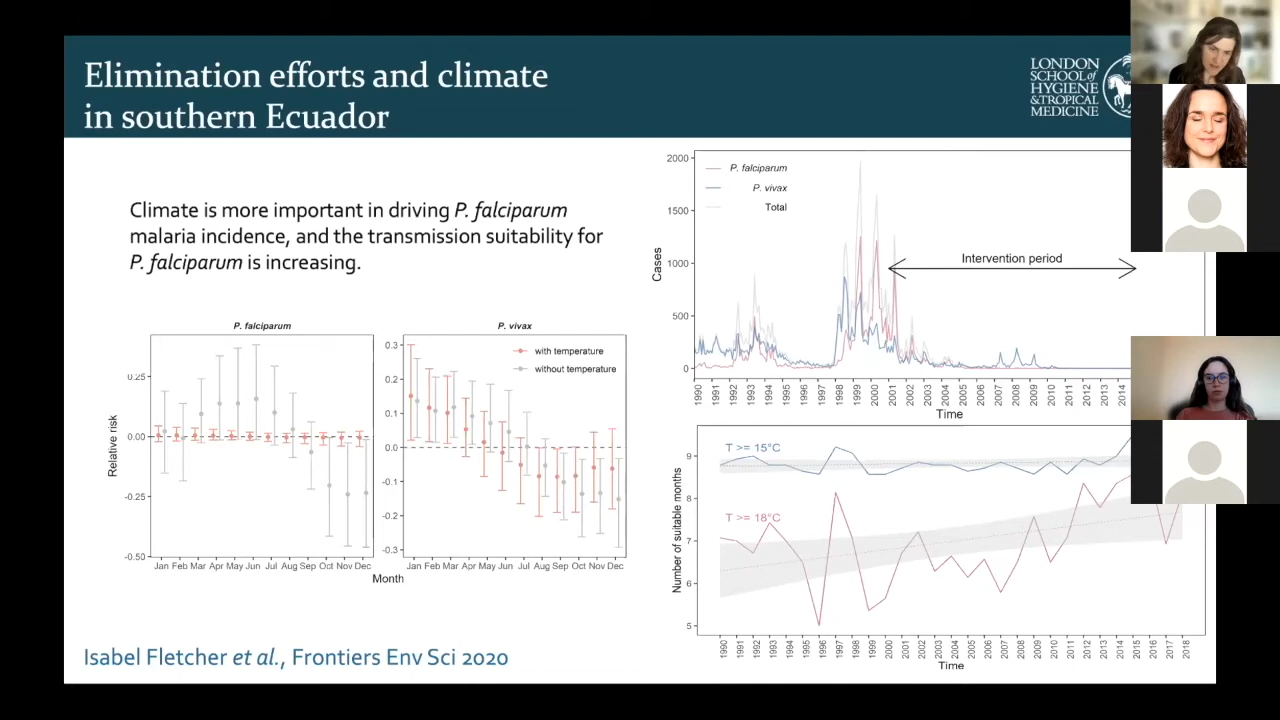 Elimination efforts and climate
in southern Ecuador
LONDON
SCHOOL of
HYGIENE
& TROPICAL
MEDICINE
Climate is more important in driving P. falciparum
malaria incidence, and the transmission suitability for
P. falciparum is increasing.
P. falciparum
P. vivax
with temperature
without temperature
Relative risk
0.25
0.00
-0.25
-0.50
0.3
0.2
0.1
0.0
-0.1
-0.2
-0.3
Jan Feb Mar Apr May Jun Jul Aug Sep Oct Nov Dec
Jan Feb Mar Apr May Jun Jul Aug Sep Oct Nov Dec
Month
Cases
2000
1500
1000
500
0
P. falciparum
P. vivax
Total
Intervention period
1990 1991 1992 1993 1994 1995 1996 1997 1998 1999 2000 2001 2002 2003 2004 2005 2006 2007 2008 2009 2010 2011 2012 2013 2014
Time
Number of suitable months
9
8
7
6
5
T >= 15°C
T >= 18°C
1990 1991 1992 1993 1994 1995 1996 1997 1998 1999 2000 2001 2002 2003 2004 2005 2006 2007 2008 2009 2010 2011 2012 2013 2014 2015 2016 2017 2018
Time
Isabel Fletcher et al., Frontiers Env Sci 2020